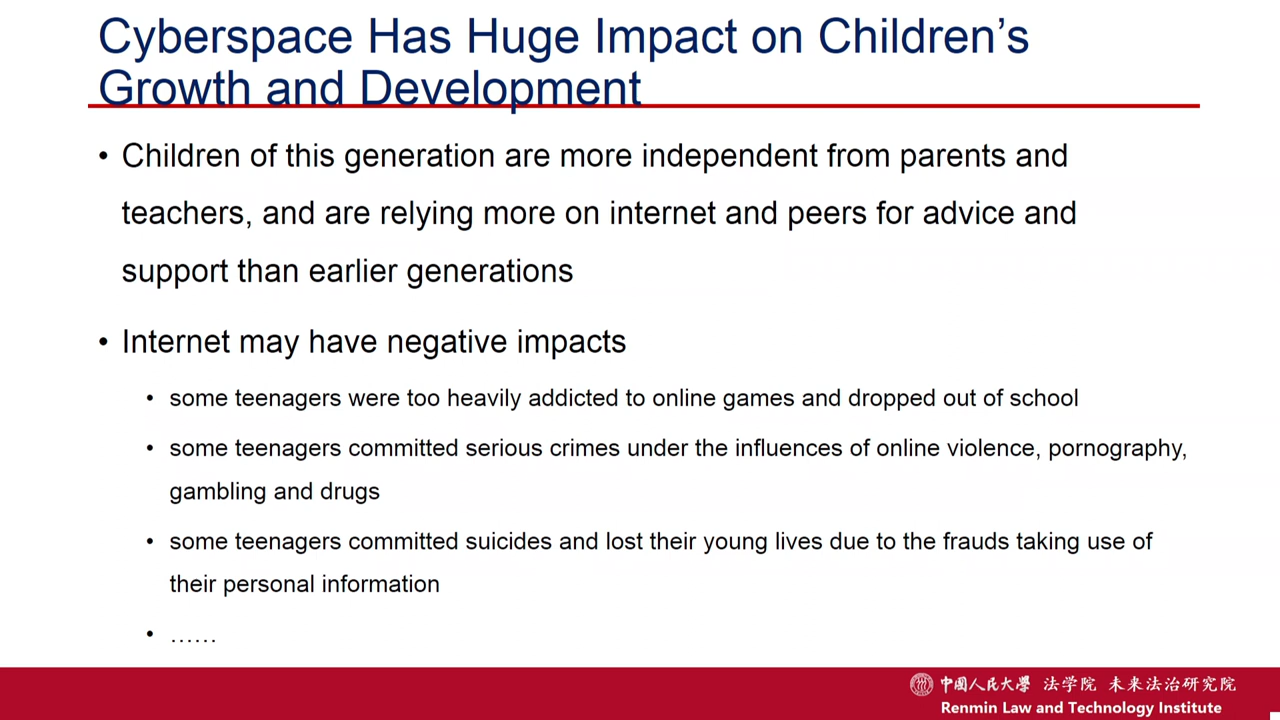 Cyberspace Has Huge Impact on Children’s
Growth and Development
• Children of this generation are more independent from parents and
teachers, and are relying more on internet and peers for advice and
support than earlier generations
• Internet may have negative impacts
• some teenagers were too heavily addicted to online games and dropped out of school
• some teenagers committed serious crimes under the influences of online violence, pornography,
gambling and drugs
• some teenagers committed suicides and lost their young lives due to the frauds taking use of
their personal information
• ……
中國人民大學 法学院 未来法治研究院
Renmin Law and Technology Institute